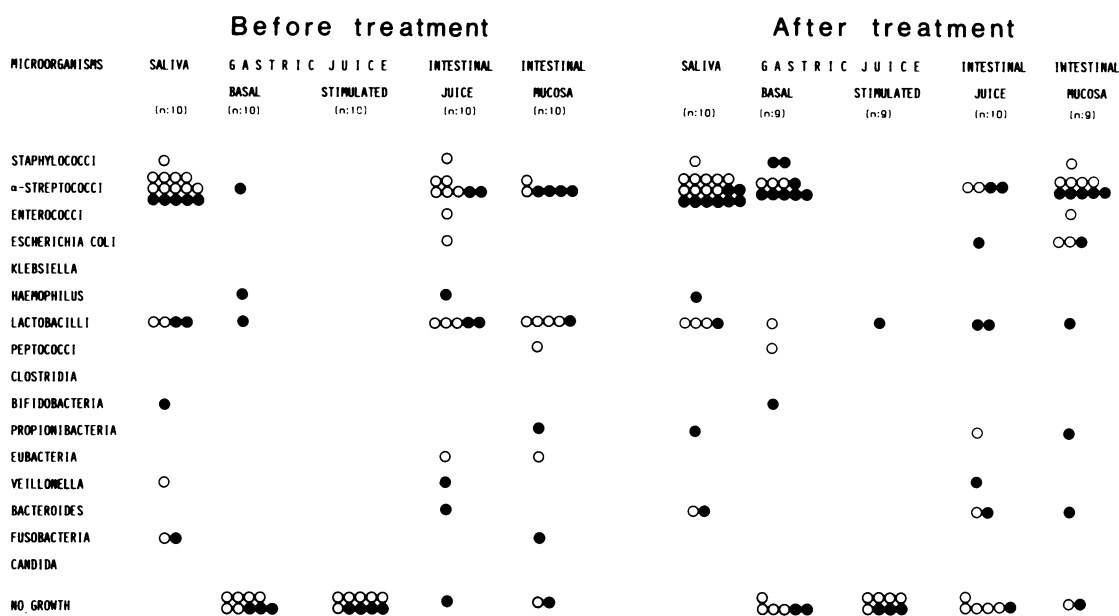 Before treatment After treatment
MICROORGANISMS SALIVA GASTRIC JUICE INTESTINAL INTESTINAL SALIVA GASTRIC JUICE INTESTINAL INTESTINAL
BASAL STIMULATED JUICE MUCOSA BASAL STIMULATED JUICE MUCOSA
(n:10) (n:10) (n:10) (n:10) (n:10) (n:10) (n:9) (n:9) (n:10) (n:9)
STAPHYLOCOCCI
α-STREPTOCOCCI
ENTEROCOCCI
ESCHERICHIA COLI
KLEBSIELLA
HAEMOPHILUS
LACTOBACILLI
PEPTOCOCCI
CLOSTRIDIA
BIFIDOBACTERIA
PROPIONIBACTERIA
EUBACTERIA
VEILLONELLA
BACTEROIDES
FUSOBACTERIA
CANDIDA
NO GROWTH